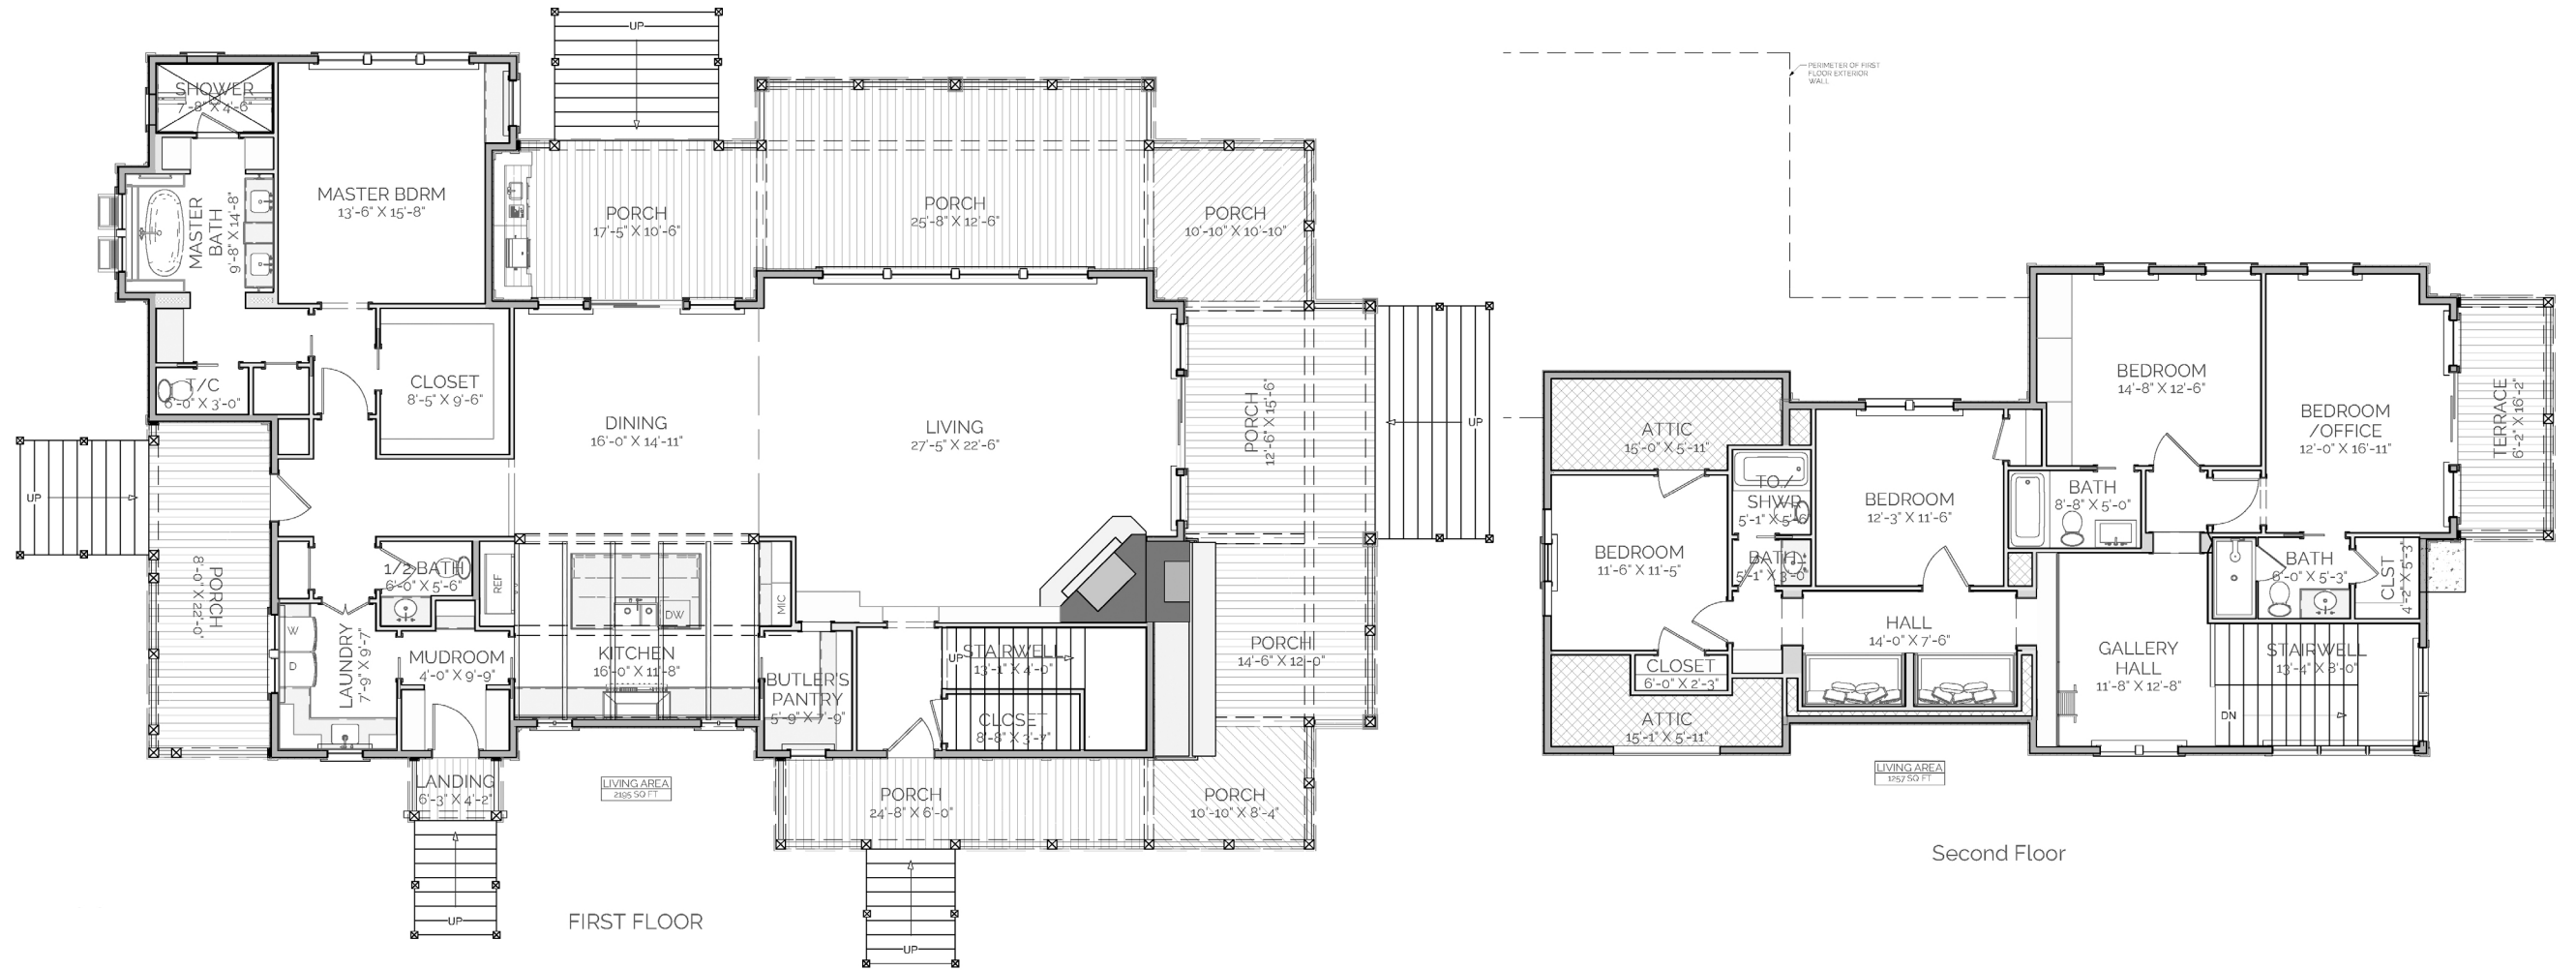 UP
SHOWER
7'-8" X 4'-6"
MASTER BDRM
13'-6" X 15'-8"
MASTER
BATH
9'-8" X 14'-8"
PORCH
17'-5" X 10'-6"
PORCH
25'-8" X 12'-6"
PORCH
10'-10" X 10'-10"
T/C
6'-0" X 3'-0"
CLOSET
8'-5" X 9'-6"
DINING
16'-0" X 14'-11"
LIVING
27'-5" X 22'-6"
PORCH
12'-6" X 15'-6"
UP
UP
PORCH
8'-0" X 22'-0"
1/2 BATH
6'-0" X 5'-6"
REF
DW
MIC
W
D
LAUNDRY
7'-9" X 9'-7"
MUDROOM
4'-0" X 9'-9"
KITCHEN
16'-0" X 11'-8"
BUTLER'S
PANTRY
5'-9" X 7'-9"
UP
STAIRWELL
13'-1" X 4'-0"
CLOSET
8'-8" X 3'-7"
PORCH
14'-6" X 12'-0"
LANDING
6'-3" X 4'-2"
LIVING AREA
2195 SQ FT
PORCH
24'-8" X 6'-0"
PORCH
10'-10" X 8'-4"
UP
UP
FIRST FLOOR
PERIMETER OF FIRST
FLOOR EXTERIOR
WALL
ATTIC
15'-0" X 5'-11"
BEDROOM
14'-8" X 12'-6"
BEDROOM
/OFFICE
12'-0" X 16'-11"
TERRACE
6'-2" X 16'-2"
TO./
SHWR
5'-1" X 5'-6
BEDROOM
12'-3" X 11'-6"
BATH
8'-8" X 5'-0"
BEDROOM
11'-6" X 11'-5"
BATH
5'-1" X 3'-0"
BATH
6'-0" X 5'-3"
CLST
4'-2" X 5'-3"
HALL
14'-0" X 7'-6"
CLOSET
6'-0" X 2'-3"
GALLERY
HALL
11'-8" X 12'-8"
STAIRWELL
13'-4" X 8'-0"
DN
ATTIC
15'-1" X 5'-11"
LIVING AREA
1257 SQ FT
Second Floor